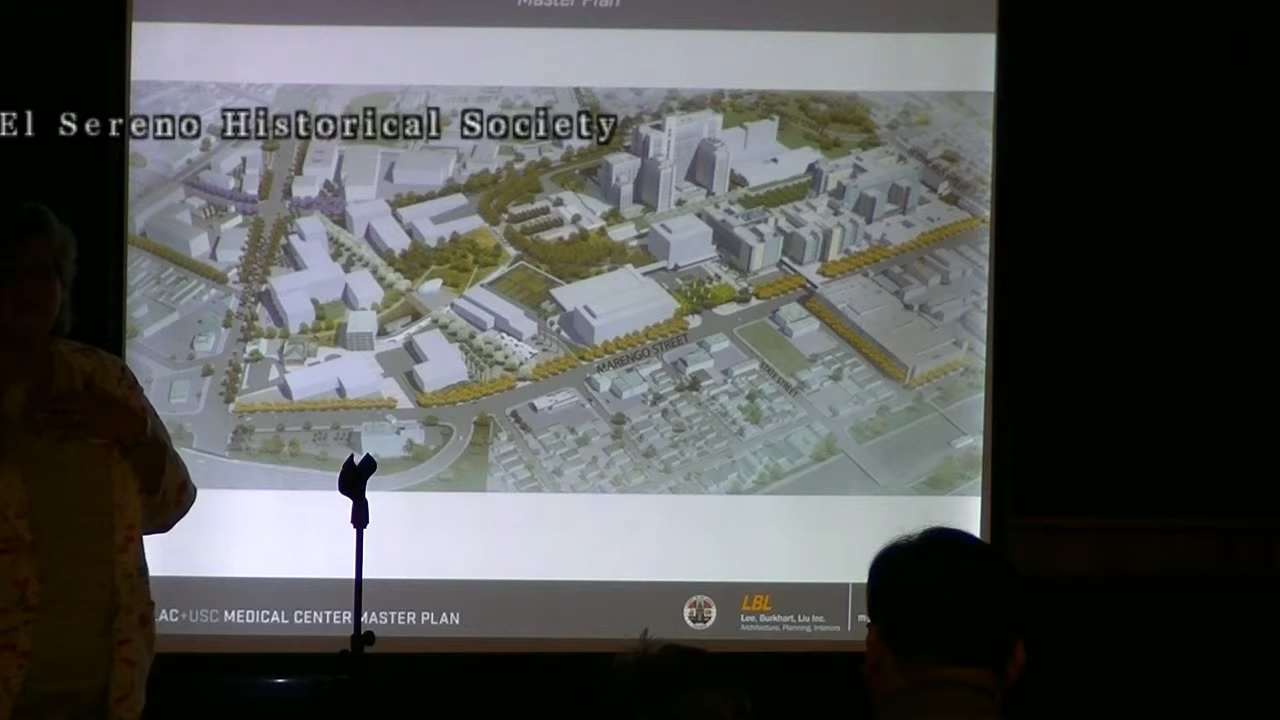 Master Plan
El Sereno Historical Society
MARENGO STREET
STATE STREET
LAC+USC MEDICAL CENTER MASTER PLAN
LBL
Lee, Burkhart, Liu Inc.
Architecture, Planning, Interiors